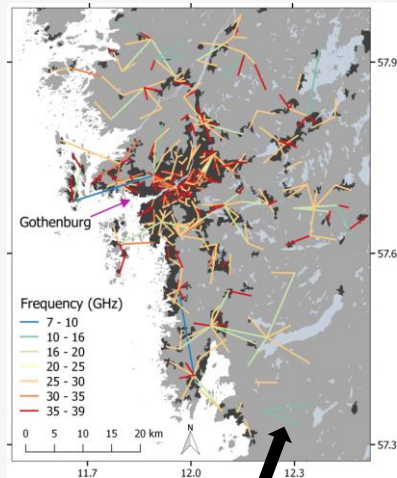 57.9
Gothenburg
57.6
Frequency (GHz)
7 - 10
10 - 16
16 - 20
20 - 25
25 - 30
30 - 35
35 - 39
0 5 10 15 20 km
N
57.3
11.7 12.0 12.3